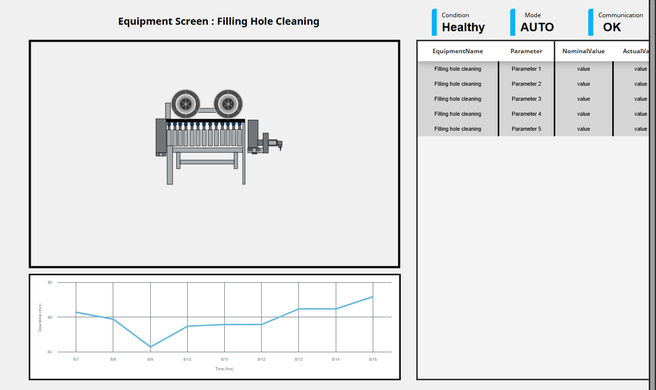 Equipment Screen : Filling Hole Cleaning
Condition
Healthy
Mode
AUTO
Communication
OK
EquipmentName Parameter NominalValue ActualVa
Filling hole cleaning Parameter 1 value value
Filling hole cleaning Parameter 2 value value
Filling hole cleaning Parameter 3 value value
Filling hole cleaning Parameter 4 value value
Filling hole cleaning Parameter 5 value value
8/7 8/8 8/9 8/10 8/11 8/12 8/13 8/14 8/15
Time (hrs)